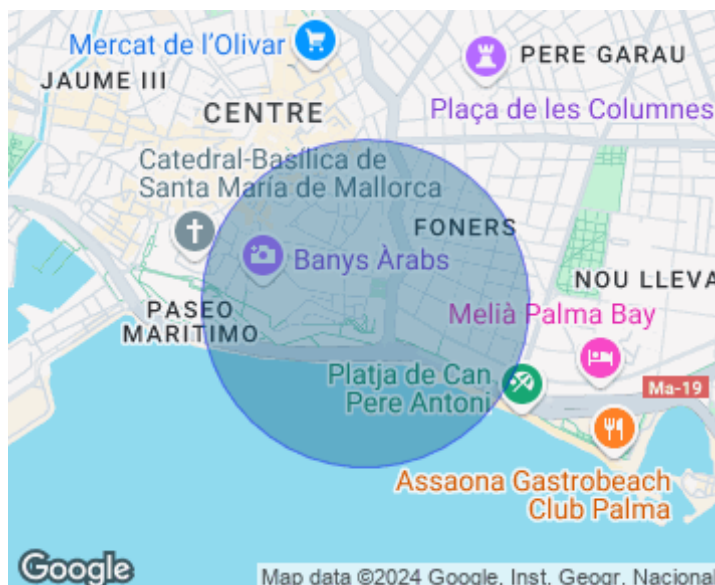 Mercat de l'Olivar
PERE GARAU
JAUME III
CENTRE
Plaça de les Columnes
Catedral-Basílica de
Santa María de Mallorca
FONERS
Banys Àrabs
NOU LLEVA
PASEO
MARITIMO
Melià Palma Bay
Platja de Can
Pere Antoni
Ma-19
Assaona Gastrobeach
Club Palma
Google
Map data ©2024 Google, Inst. Geogr. Nacional